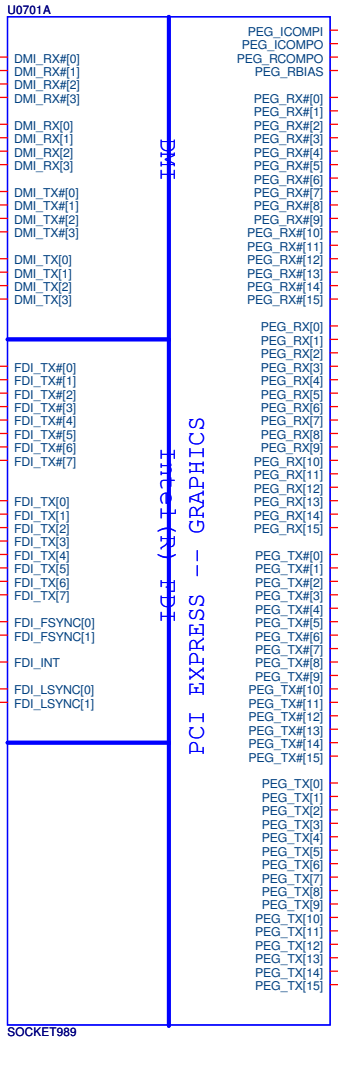 U0701A
DMI_RX#[0]
DMI_RX#[1]
DMI_RX#[2]
DMI_RX#[3]
DMI_RX[0]
DMI_RX[1]
DMI_RX[2]
DMI_RX[3]
DMI_TX#[0]
DMI_TX#[1]
DMI_TX#[2]
DMI_TX#[3]
DMI_TX[0]
DMI_TX[1]
DMI_TX[2]
DMI_TX[3]
DMI
FDI_TX#[0]
FDI_TX#[1]
FDI_TX#[2]
FDI_TX#[3]
FDI_TX#[4]
FDI_TX#[5]
FDI_TX#[6]
FDI_TX#[7]
FDI_TX[0]
FDI_TX[1]
FDI_TX[2]
FDI_TX[3]
FDI_TX[4]
FDI_TX[5]
FDI_TX[6]
FDI_TX[7]
FDI_FSYNC[0]
FDI_FSYNC[1]
FDI_INT
FDI_LSYNC[0]
FDI_LSYNC[1]
Intel(R) FDI
PCI EXPRESS -- GRAPHICS
PEG_ICOMPI
PEG_ICOMPO
PEG_RCOMPO
PEG_RBIAS
PEG_RX#[0]
PEG_RX#[1]
PEG_RX#[2]
PEG_RX#[3]
PEG_RX#[4]
PEG_RX#[5]
PEG_RX#[6]
PEG_RX#[7]
PEG_RX#[8]
PEG_RX#[9]
PEG_RX#[10]
PEG_RX#[11]
PEG_RX#[12]
PEG_RX#[13]
PEG_RX#[14]
PEG_RX#[15]
PEG_RX[0]
PEG_RX[1]
PEG_RX[2]
PEG_RX[3]
PEG_RX[4]
PEG_RX[5]
PEG_RX[6]
PEG_RX[7]
PEG_RX[8]
PEG_RX[9]
PEG_RX[10]
PEG_RX[11]
PEG_RX[12]
PEG_RX[13]
PEG_RX[14]
PEG_RX[15]
PEG_TX#[0]
PEG_TX#[1]
PEG_TX#[2]
PEG_TX#[3]
PEG_TX#[4]
PEG_TX#[5]
PEG_TX#[6]
PEG_TX#[7]
PEG_TX#[8]
PEG_TX#[9]
PEG_TX#[10]
PEG_TX#[11]
PEG_TX#[12]
PEG_TX#[13]
PEG_TX#[14]
PEG_TX#[15]
PEG_TX[0]
PEG_TX[1]
PEG_TX[2]
PEG_TX[3]
PEG_TX[4]
PEG_TX[5]
PEG_TX[6]
PEG_TX[7]
PEG_TX[8]
PEG_TX[9]
PEG_TX[10]
PEG_TX[11]
PEG_TX[12]
PEG_TX[13]
PEG_TX[14]
PEG_TX[15]
SOCKET989